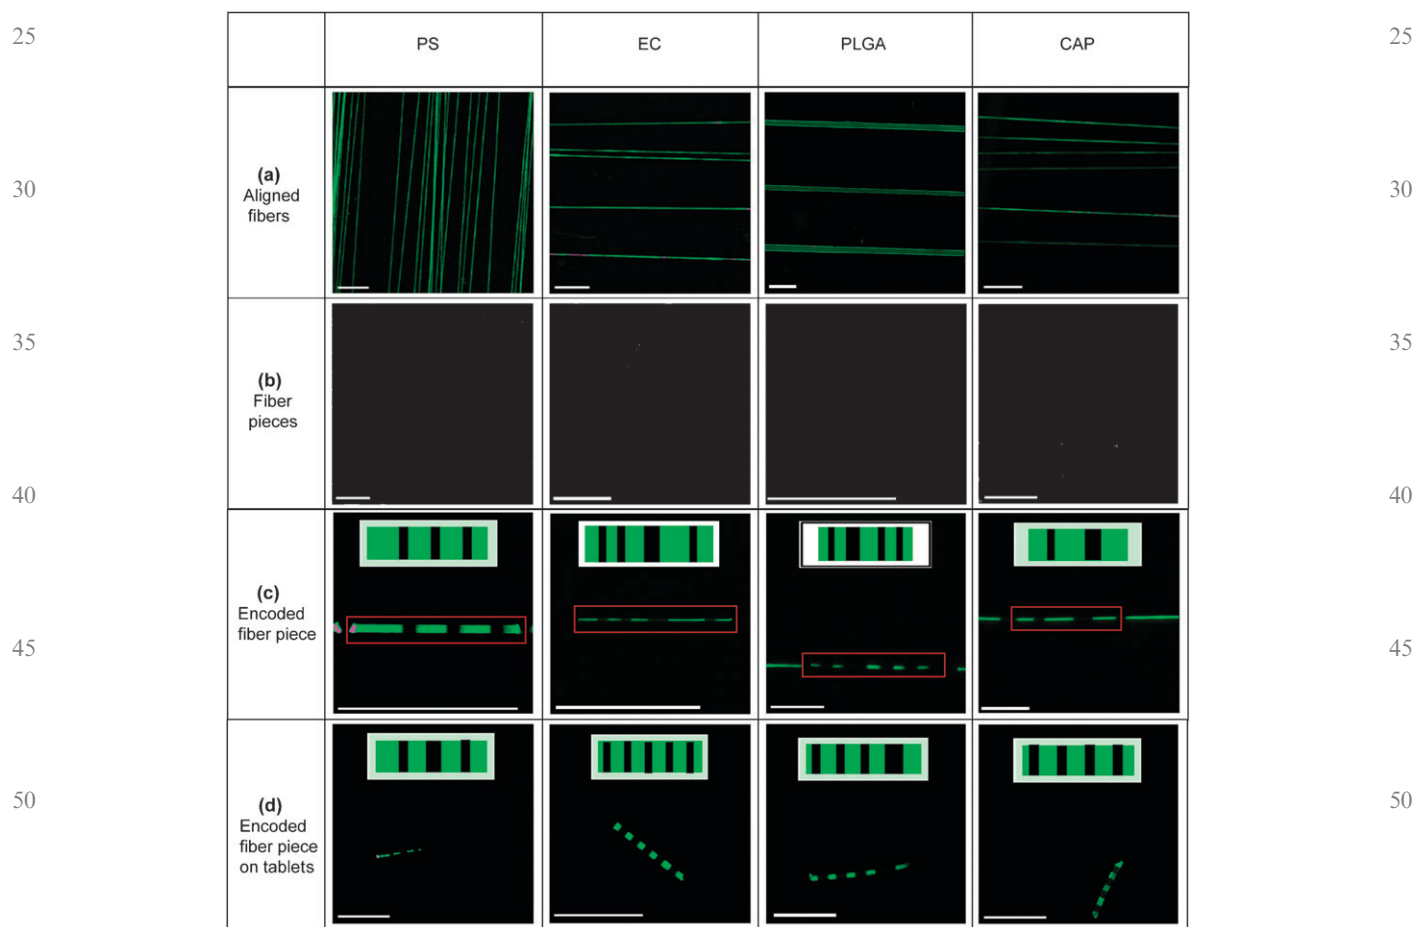 PS EC PLGA CAP
25 25
(a)
Aligned
fibers
30 30
35 35
(b)
Fiber
pieces
40 40
(c)
Encoded
fiber piece
45 45
(d)
Encoded
fiber piece
on tablets
50 50